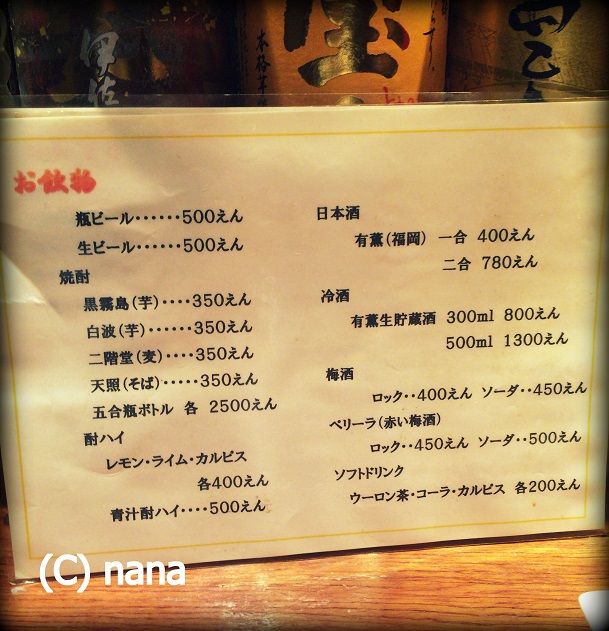 伊佐
本格芋焼
宝
お飲物
瓶ビール・・・・・・500えん
生ビール・・・・・・500えん
焼酎
黒霧島(芋)・・・・350えん
白波(芋)・・・・・350えん
二階堂(麦)・・・・350えん
天照(そば)・・・・・350えん
五合瓶ボトル 各 2500えん
酎ハイ
レモン・ライム・カルピス
各400えん
青汁酎ハイ・・・・500えん
日本酒
有薫(福岡) 一合 400えん
二合 780えん
冷酒
有薫生貯蔵酒 300ml 800えん
500ml 1300えん
梅酒
ロック・・400えん ソーダ・・450えん
ベリーラ(赤い梅酒)
ロック・・450えん ソーダ・・500えん
ソフトドリンク
ウーロン茶・コーラ・カルピス 各200えん
(C) nana